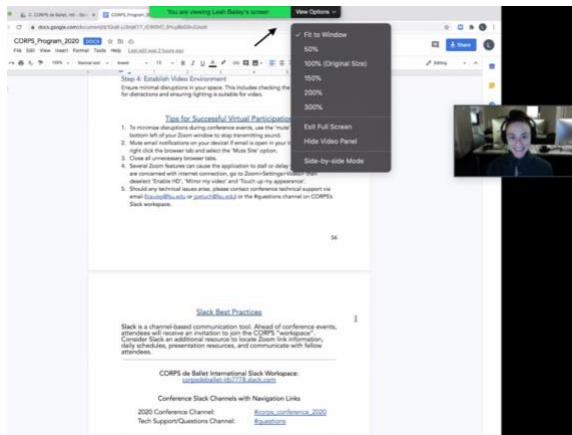 You are viewing Leah Bailey's screen
View Options
CORPS_Program_2020 DOCX
File Edit View Insert Format Tools Help Last edit was 2 hours ago
Share
Editing
Fit to Window
50%
100% (Original Size)
150%
200%
300%
Exit Full Screen
Hide Video Panel
Side-by-side Mode
Step 4: Establish Video Environment
Ensure minimal disruptions in your space. This includes checking the
for distractions and ensuring lighting is suitable for video.
Tips for Successful Virtual Participation
1. To minimize disruptions during conference events, use the 'mute'
bottom left of your Zoom window to stop transmitting sound.
2. Mute email notifications on your device! If email is open in your
right click the browser tab and select the 'Mute Site' option.
3. Close all unnecessary browser tabs.
4. Several Zoom features can cause the application to stall or delay
are concerned with internet connection, go to Zoom>Settings>Video> then
deselect 'Enable HD', 'Mirror my video' and 'Touch up my appearance'.
5. Should any technical issues arise, please contact conference technical support via
email or the #questions channel on CORPS's
Slack workspace.
56
Slack Best Practices
Slack is a channel-based communication tool. Ahead of conference events,
attendees will receive an invitation to join the CORPS "workspace".
Consider Slack an additional resource to locate Zoom link information,
daily schedules, presentation resources, and communicate with fellow
attendees.
CORPS de Ballet International Slack Workspace:
Conference Slack Channels with Navigation Links
2020 Conference Channel: #corps_conference_2020
Tech Support/Questions Channel: #questions